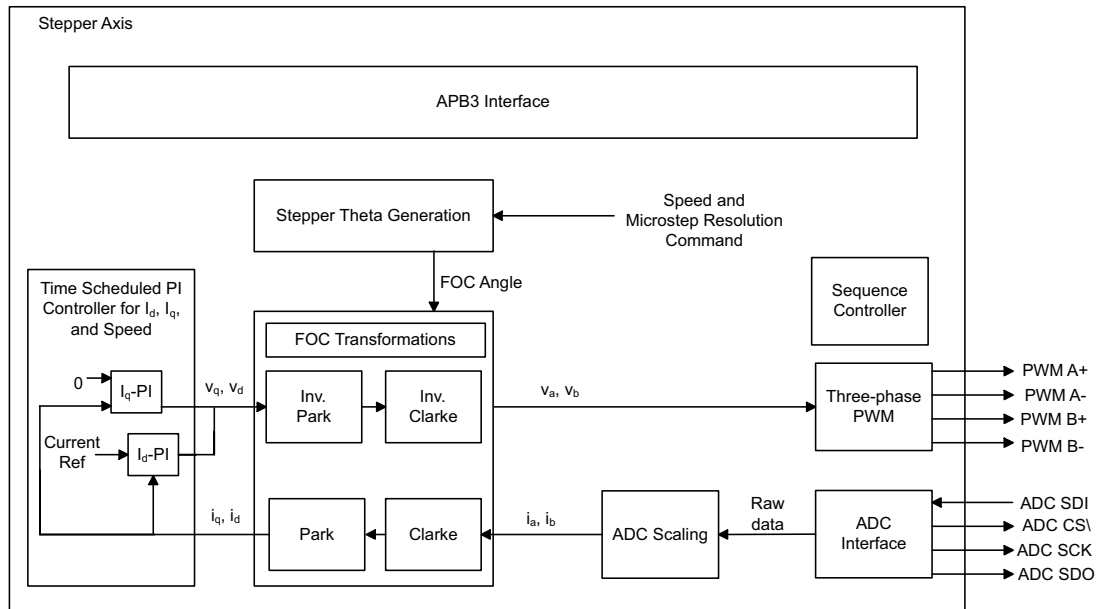 Stepper Axis
APB3 Interface
Stepper Theta Generation
Speed and
Microstep Resolution
Command
FOC Angle
Time Scheduled PI
Controller for Id, Iq,
and Speed
FOC Transformations
Sequence
Controller
0
Iq-PI
vq, vd
Inv.
Park
Inv.
Clarke
va, vb
Three-phase
PWM
PWM A+
PWM A-
PWM B+
PWM B-
Current
Ref
Id-PI
iq, id
Park
Clarke
ia, ib
ADC Scaling
Raw
data
ADC
Interface
ADC SDI
ADC CS\
ADC SCK
ADC SDO